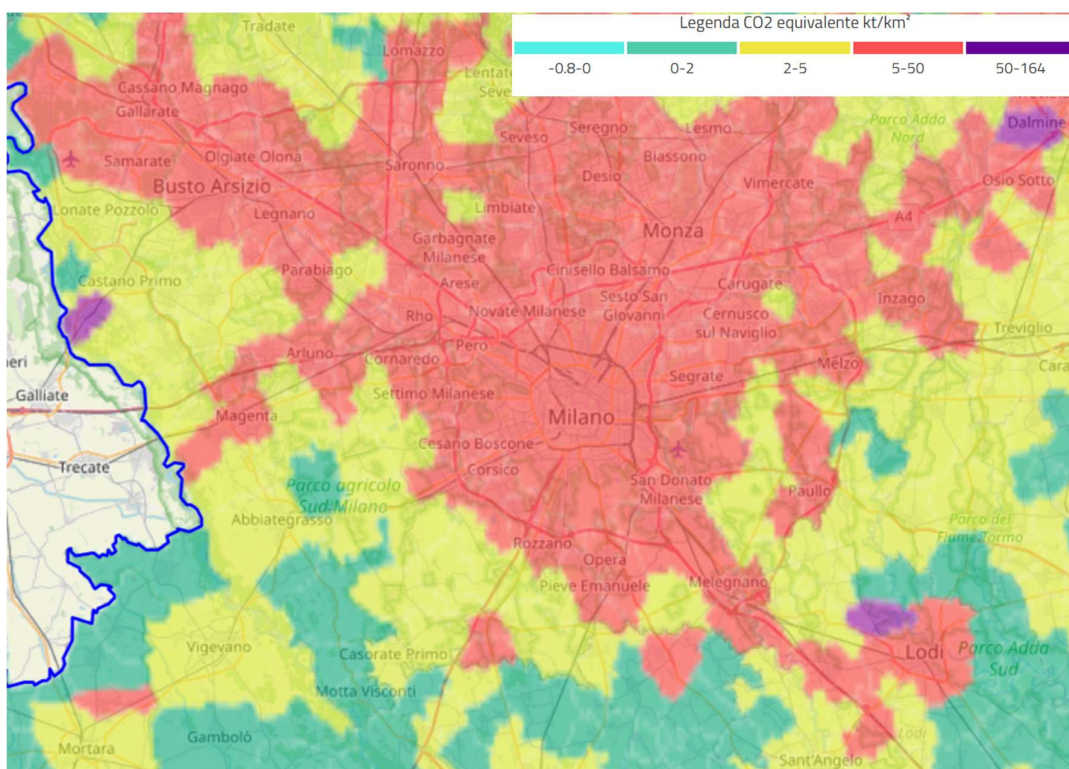 Legenda CO2 equivalente kt/km²
-0.8-0
0-2
2-5
5-50
50-164
Tradate
Lomazzo
Lentate
Seve
Cassano Magnago
Gallarate
Seveso
Seregno
Lesmo
Parco Adda
Nord
Dalmine
Samarate
Olgiate Olona
Saronno
Biassono
Desio
Busto Arsizio
Vimercate
Osio Sotto
Lonate Pozzolo
Legnano
Limbiate
A4
Monza
Garbagnate
Milanese
Castano Primo
Parabiago
Arese
Cinisello Balsamo
Carugate
Sesto San
Giovanni
Inzago
Rho
Novate Milanese
Cernusco
sul Naviglio
Treviglio
Pero
Arluno
Cornaredo
Melzo
Cara
neri
Galliate
Settimo Milanese
Segrate
Magenta
Milano
Trecate
Cesano Boscone
Corsico
San Donato
Milanese
Parco agricolo
Sud Milano
Paullo
Abbiategrasso
Parco del
Fiume Tormo
Rozzano
Opera
Pieve Emanuele
Melegnano
Vigevano
Casorate Primo
Lodi
Parco Adda
Sud
Motta Visconti
Gambolò
Mortara
Lodi
Sant'Angelo